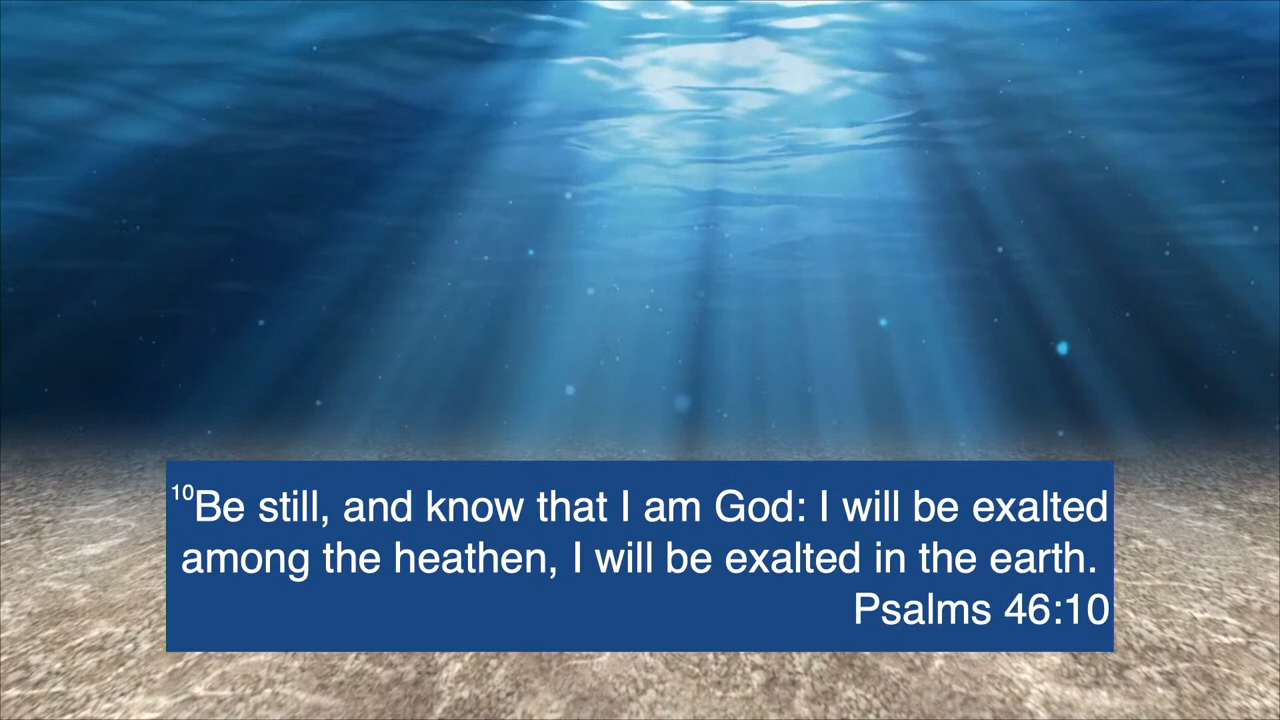 10Be still, and know that I am God: I will be exalted
among the heathen, I will be exalted in the earth.
Psalms 46:10